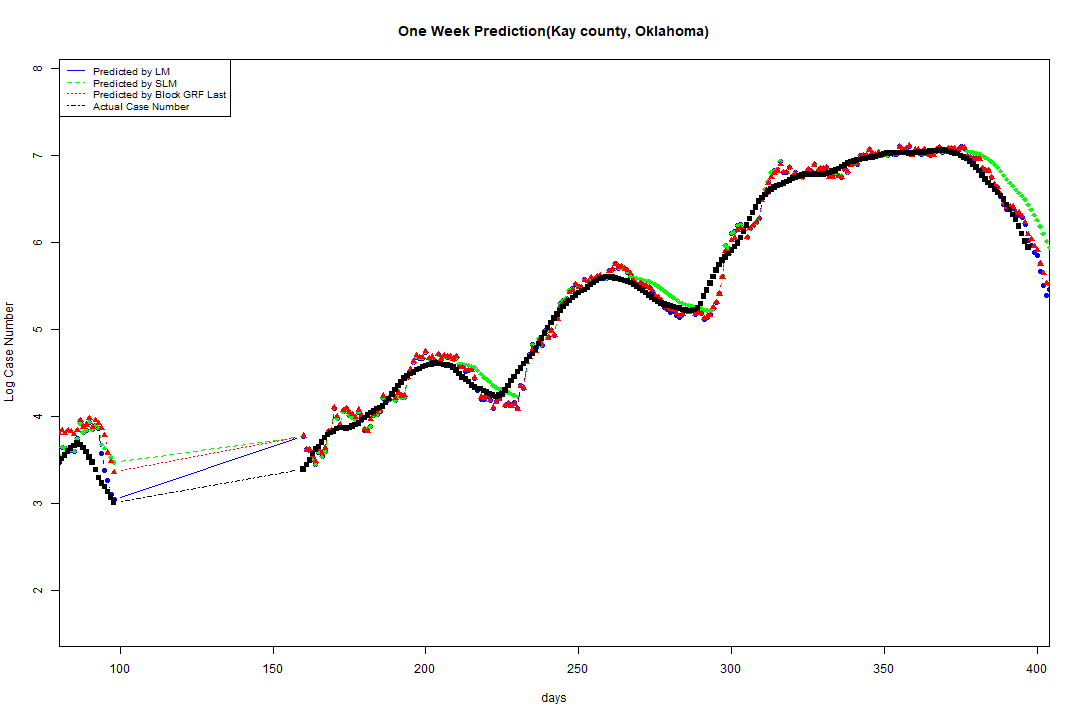 One Week Prediction(Kay county, Oklahoma)
Predicted by LM
Predicted by SLM
Predicted by Block GRF Last
Actual Case Number
8
7
6
5
4
3
2
Log Case Number
100 150 200 250 300 350 400
days